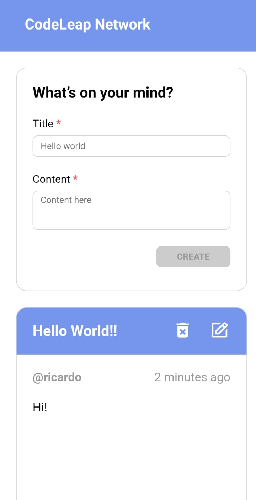 CodeLeap Network
What's on your mind?
Title *
Hello world
Content *
Content here
CREATE
Hello World!!
@ricardo 2 minutes ago
Hi!